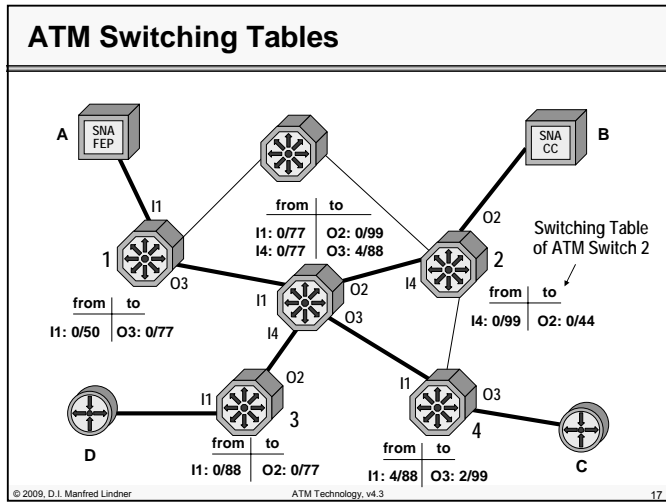 ATM Switching Tables
A
SNA
FEP
SNA
CC
B
I1
from to
I1: 0/77 O2: 0/99
I4: 0/77 O3: 4/88
O2
Switching Table
of ATM Switch 2
1
O3
2
I4
O2
I1
I4
O3
from to
I4: 0/99 O2: 0/44
from to
I1: 0/50 O3: 0/77
I1
O2
3
I1
O3
4
D
C
from to
I1: 0/88 O2: 0/77
from to
I1: 4/88 O3: 2/99
© 2009, D.I. Manfred Lindner
ATM Technology, v4.3
17